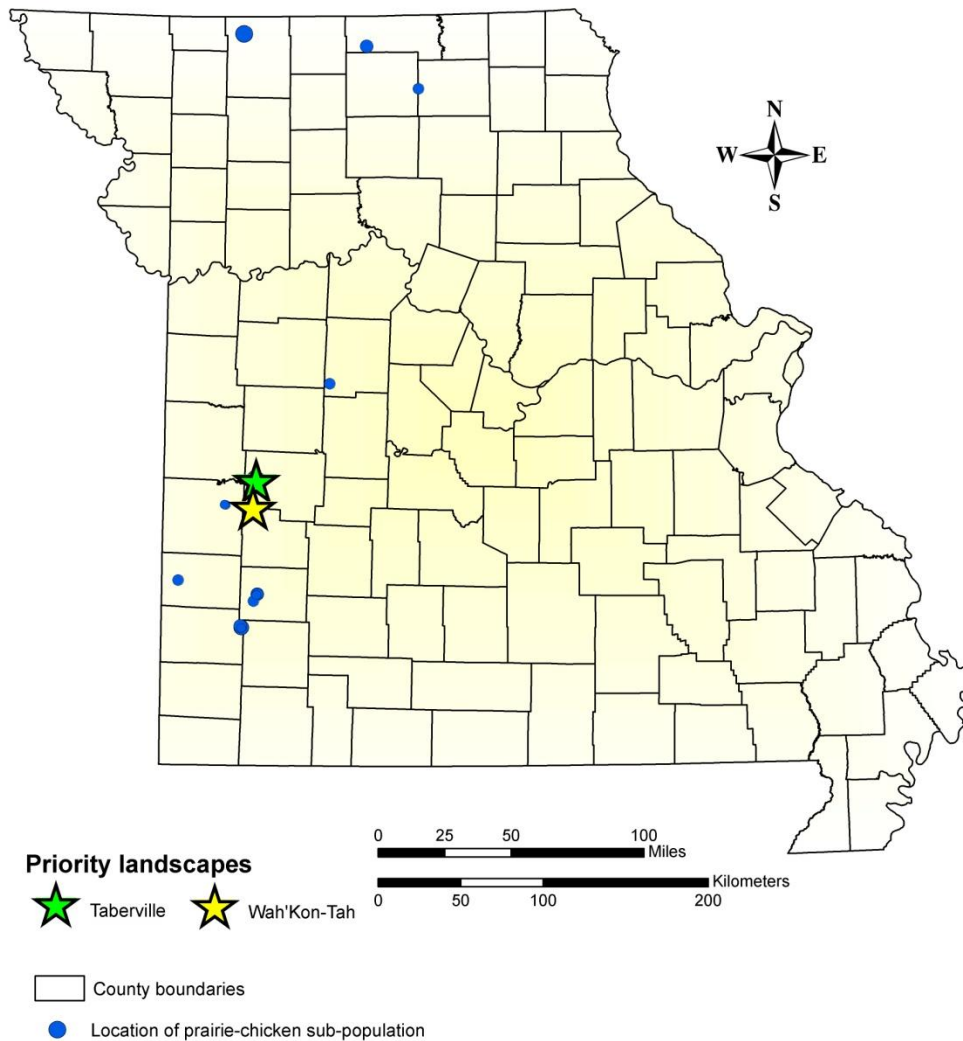 N
W E
S
0 25 50 100
Miles
Kilometers
0 50 100 200
Priority landscapes
Taberville Wah'Kon-Tah
County boundaries
Location of prairie-chicken sub-population